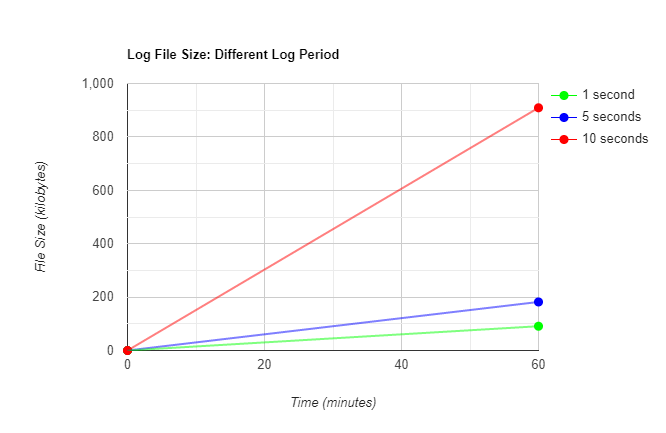 Log File Size: Different Log Period
1,000
800
600
400
200
0
0 20 40 60
File Size (kilobytes)
Time (minutes)
1 second
5 seconds
10 seconds